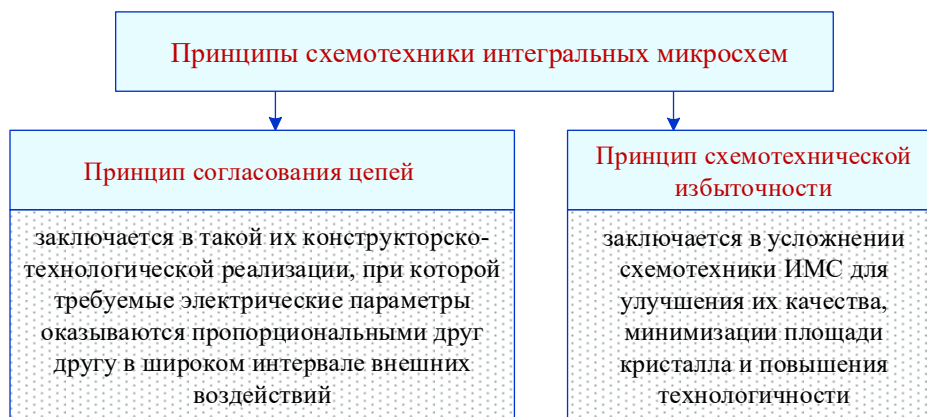 Принципы схемотехники интегральных микросхем
Принцип согласования цепей
заключается в такой их конструкторско-
технологической реализации, при которой
требуемые электрические параметры
оказываются пропорциональными друг
другу в широком интервале внешних
воздействий
Принцип схемотехнической
избыточности
заключается в усложнении
схемотехники ИМС для
улучшения их качества,
минимизации площади
кристалла и повышения
технологичности